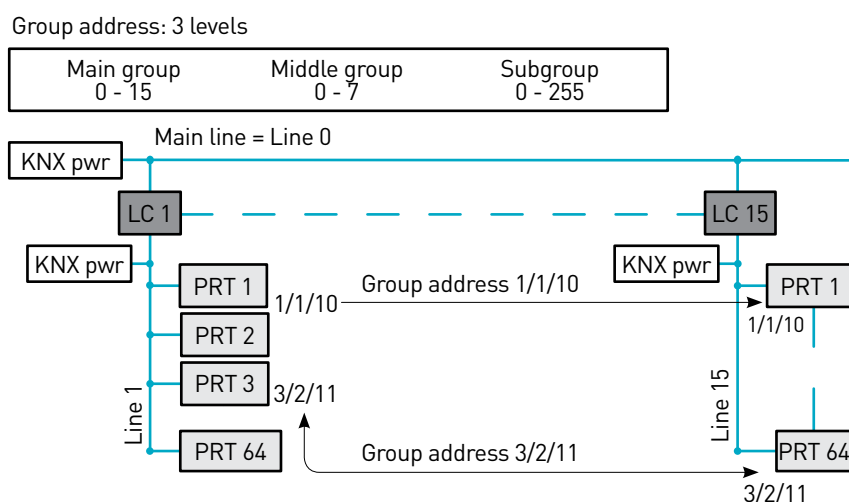 Group address: 3 levels
Main group Middle group Subgroup
0 - 15 0 - 7 0 - 255
Main line = Line 0
KNX pwr
LC 1 LC 15
KNX pwr KNX pwr
PRT 1 Group address 1/1/10 PRT 1
1/1/10 1/1/10
PRT 2
PRT 3
3/2/11
Line 1 Line 15
PRT 64 Group address 3/2/11 PRT 64
3/2/11